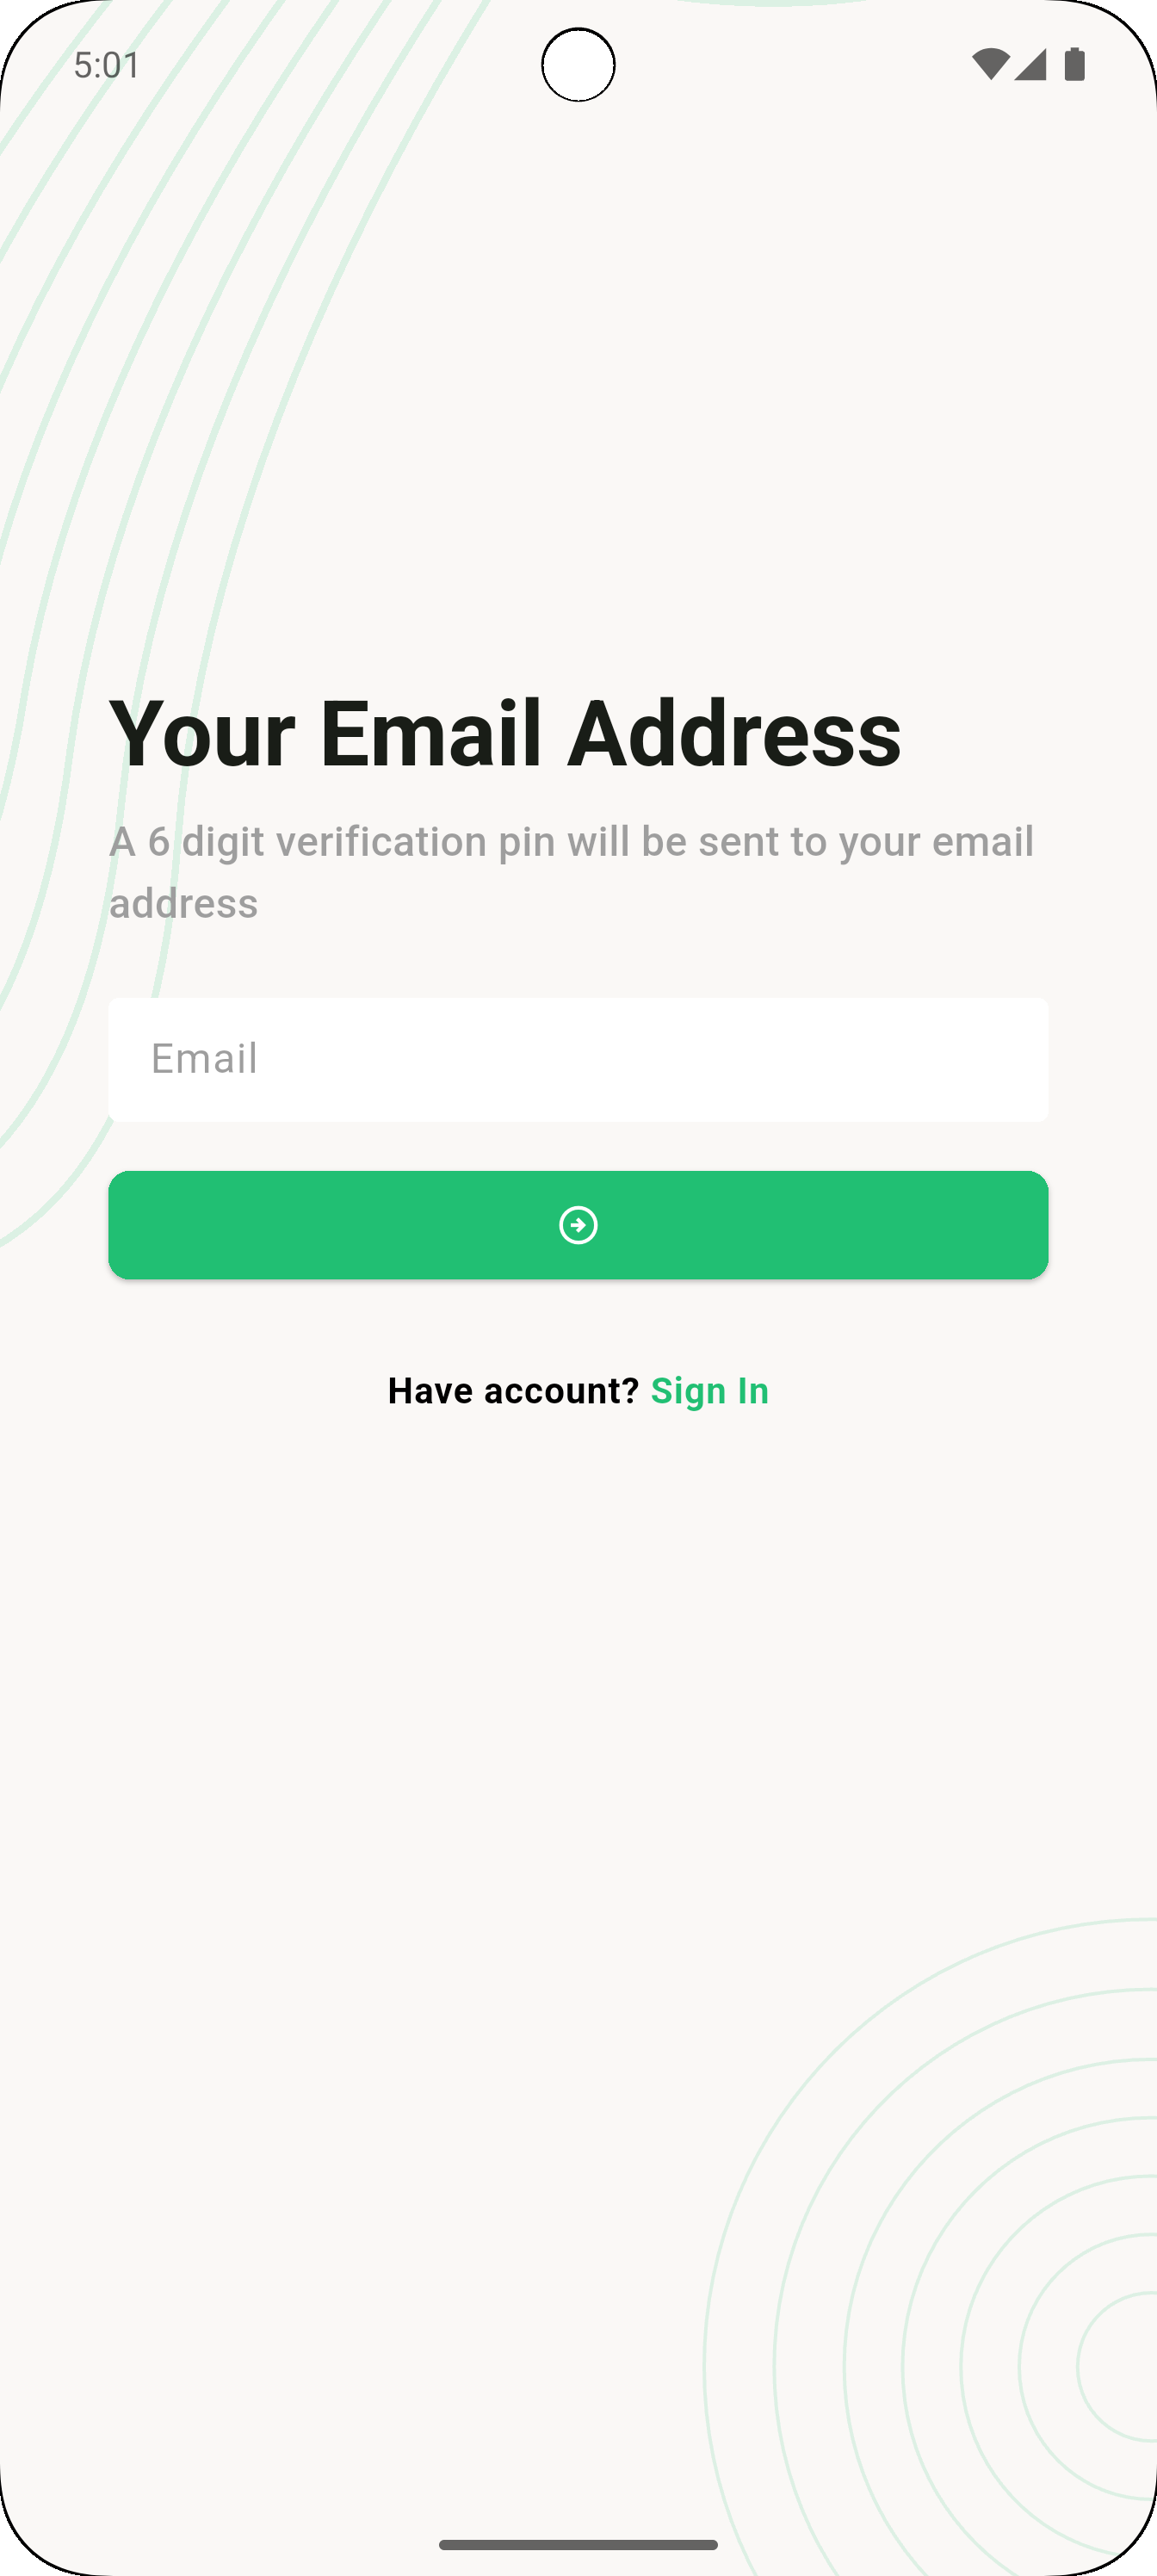 5:01
Your Email Address
A 6 digit verification pin will be sent to your email
address
Email
Have account? Sign In